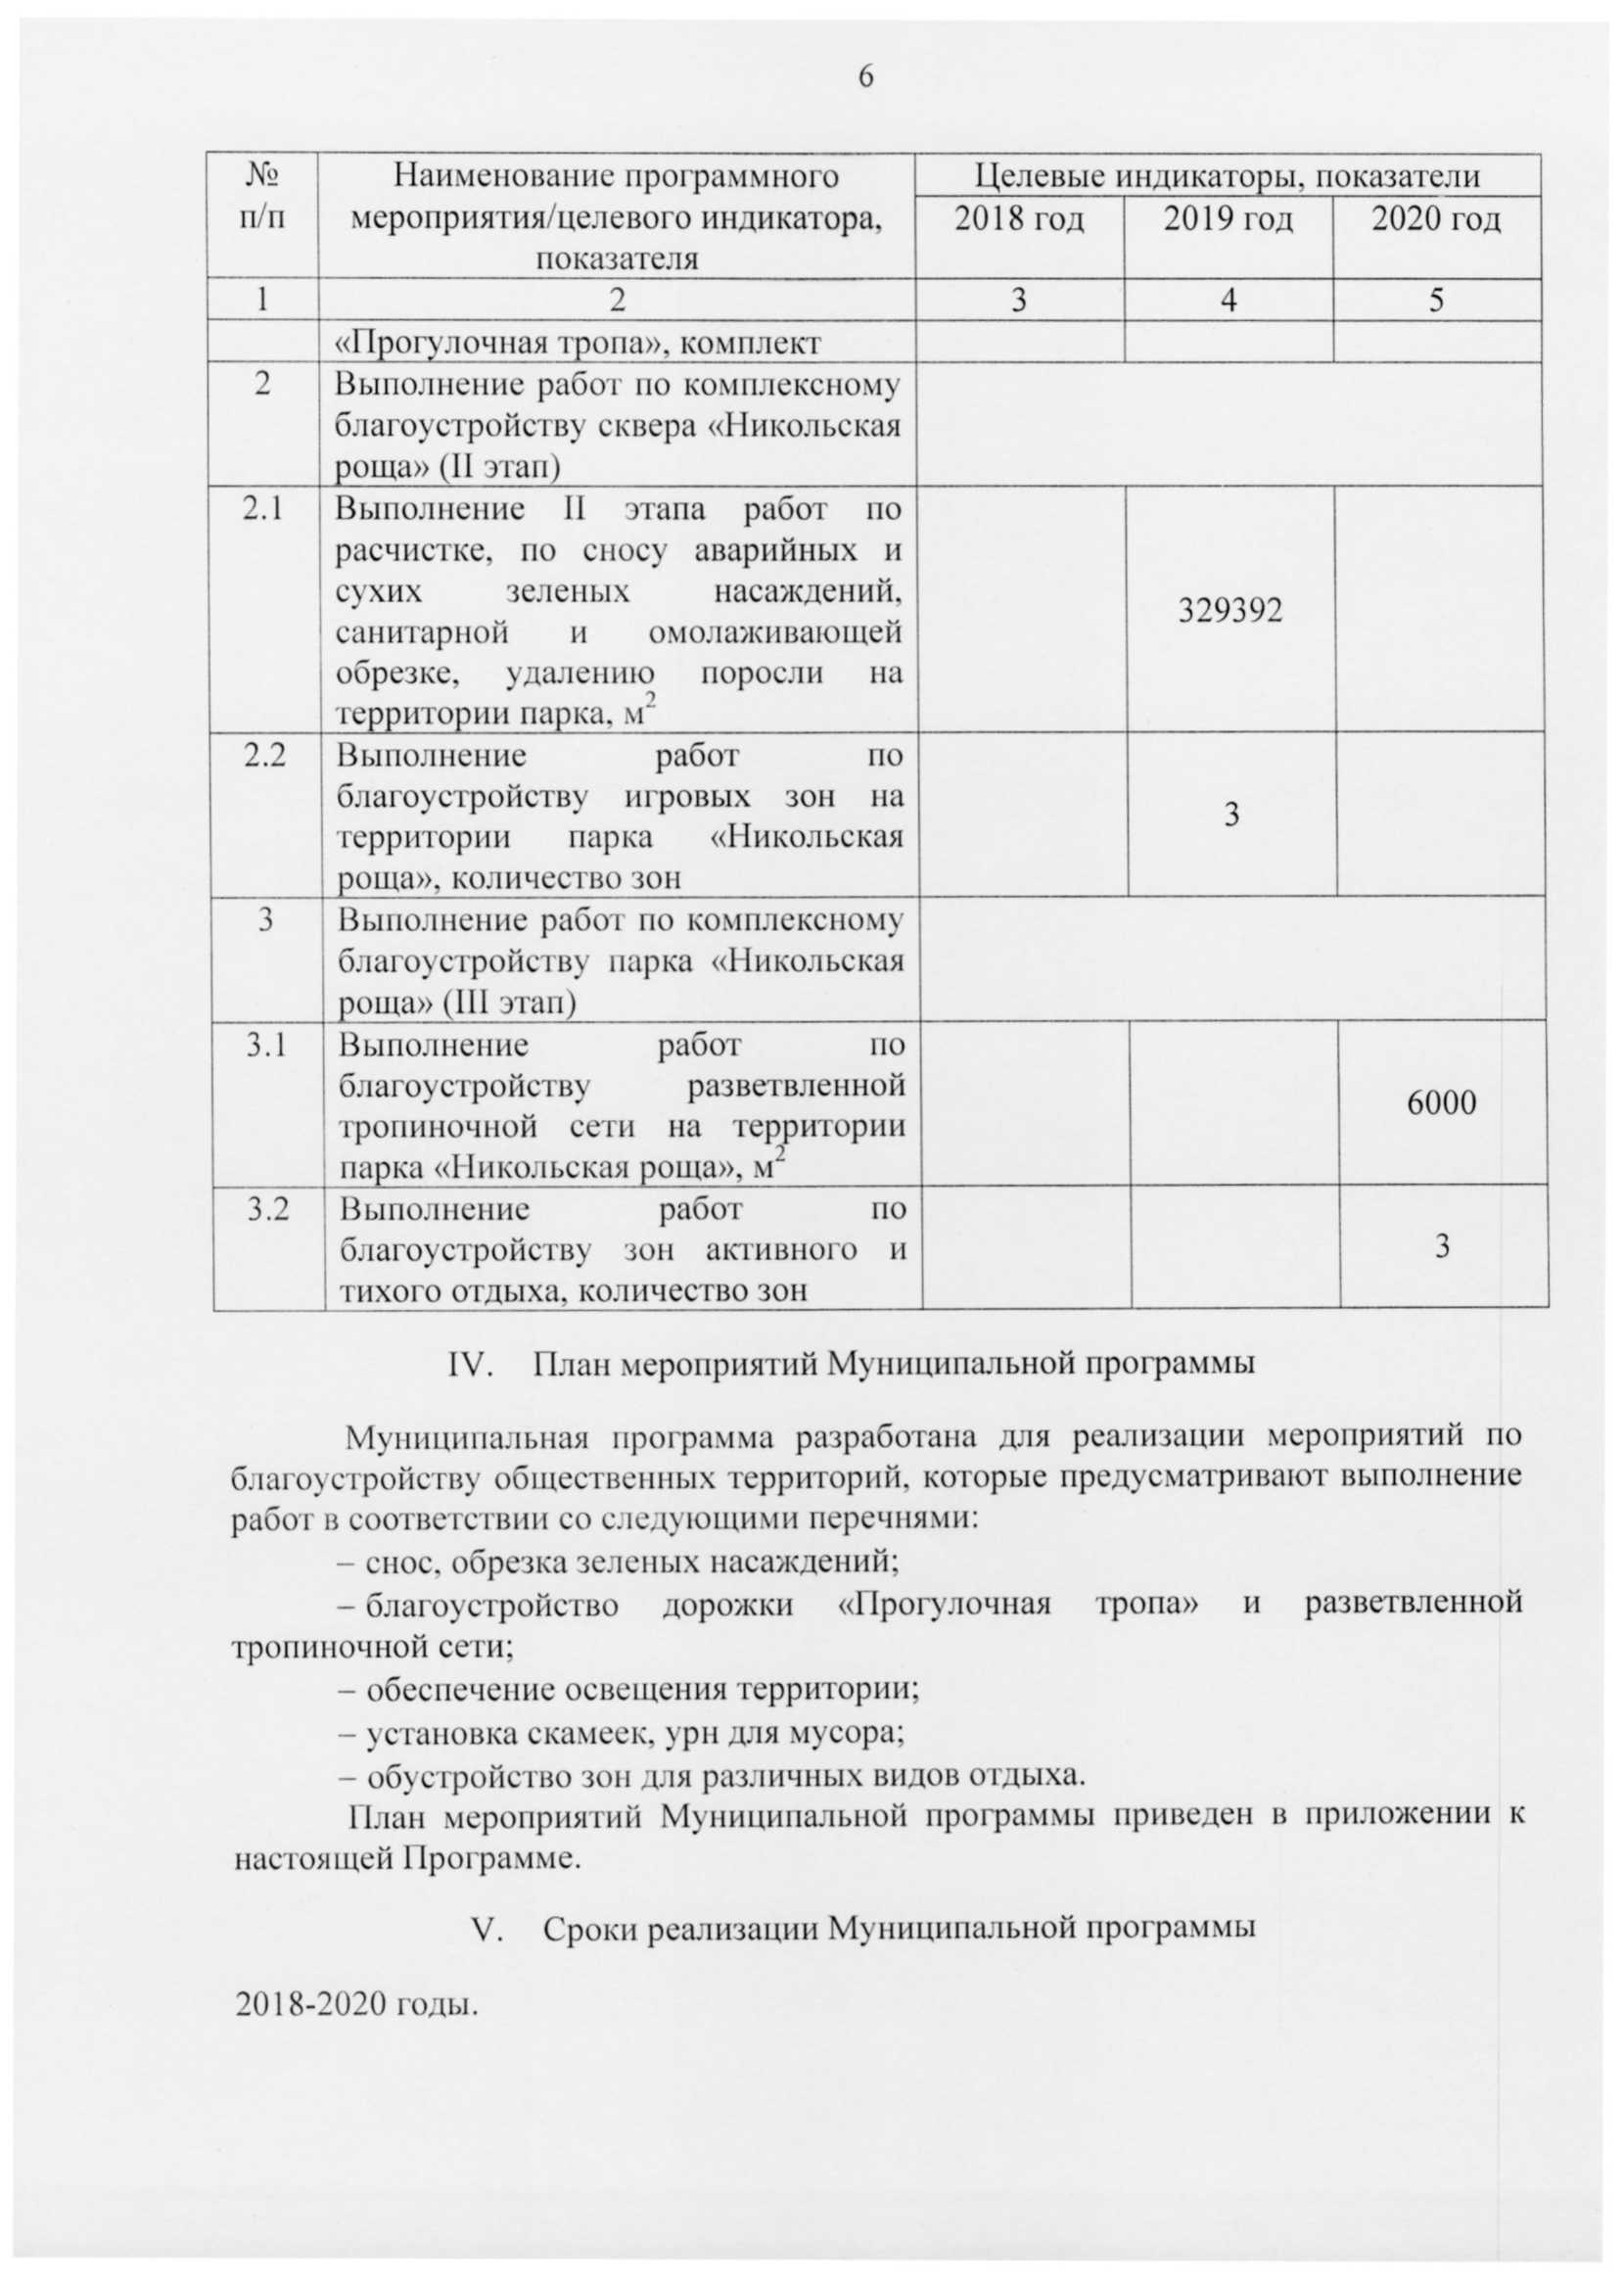 6
№ Наименование программного Целевые индикаторы, показатели
п/п мероприятия/целевого индикатора, 2018 год 2019 год 2020 год
показателя
1 2 3 4 5
«Прогулочная тропа», комплект
2 Выполнение работ по комплексному
благоустройству сквера «Никольская
роща» (II этап)
2.1 Выполнение II этапа работ по
расчистке, по сносу аварийных и
сухих зеленых насаждений,
329392
санитарной и омолаживающей
обрезке, удалению поросли на
территории парка, м²
2.2 Выполнение работ по
благоустройству игровых зон на
3
территории парка «Никольская
роща», количество зон
3 Выполнение работ по комплексному
благоустройству парка «Никольская
роща» (III этап)
3.1 Выполнение работ по
благоустройству разветвленной
6000
тропиночной сети на территории
парка «Никольская роща», м²
3.2 Выполнение работ по
благоустройству зон активного и 3
тихого отдыха, количество зон
IV. План мероприятий Муниципальной программы
Муниципальная программа разработана для реализации мероприятий по
благоустройству общественных территорий, которые предусматривают выполнение
работ в соответствии со следующими перечнями:
– снос, обрезка зеленых насаждений;
– благоустройство дорожки «Прогулочная тропа» и разветвленной
тропиночной сети;
– обеспечение освещения территории;
– установка скамеек, урн для мусора;
– обустройство зон для различных видов отдыха.
План мероприятий Муниципальной программы приведен в приложении к
настоящей Программе.
V. Сроки реализации Муниципальной программы
2018-2020 годы.